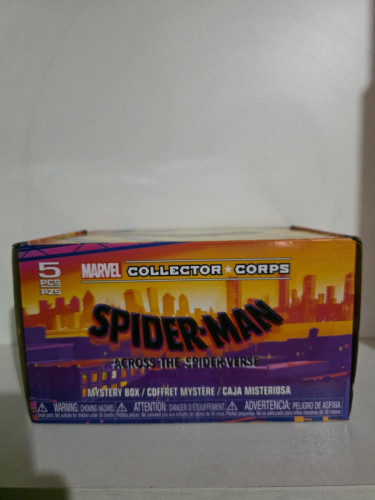 5
PCS
PZS
MARVEL COLLECTOR ★ CORPS
SPIDER-MAN
ACROSS THE SPIDER-VERSE
MYSTERY BOX / COFFRET MYSTÈRE / CAJA MISTERIOSA
WARNING: CHOKING HAZARD ATTENTION: DANGER D'ÉTOUFFEMENT ADVERTENCIA: PELIGRO DE ASFIXIA